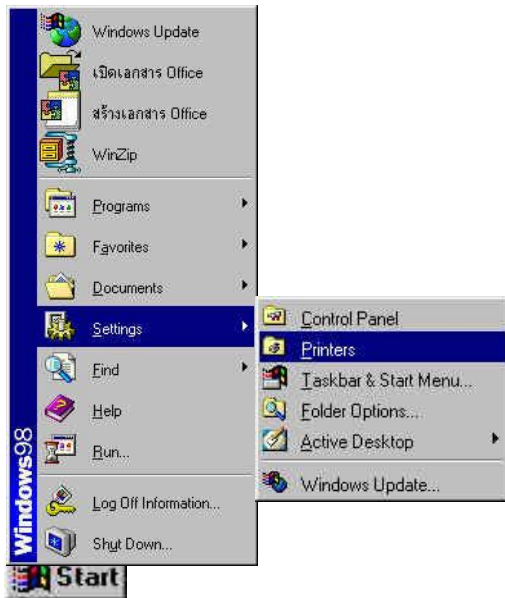 Windows Update
เปิดเอกสาร Office
สร้างเอกสาร Office
WinZip
Programs
Favorites
Documents
Settings
Find
Help
Run...
Log Off Information...
Shut Down...
Windows98
Start
Control Panel
Printers
Taskbar & Start Menu...
Folder Options...
Active Desktop
Windows Update...